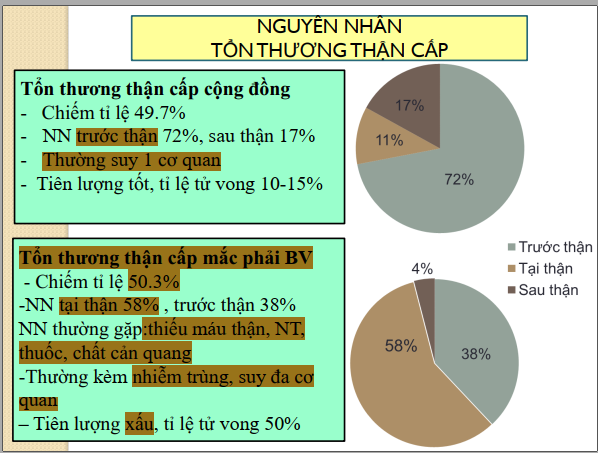 NGUYÊN NHÂN
TỔN THƯƠNG THẬN CẤP
Tổn thương thận cấp cộng đồng
- Chiếm tỉ lệ 49.7%
- NN trước thận 72%, sau thận 17%
- Thường suy 1 cơ quan
- Tiên lượng tốt, tỉ lệ tử vong 10-15%
17%
11%
72%
Tổn thương thận cấp mắc phải BV
- Chiếm tỉ lệ 50.3%
-NN tại thận 58% , trước thận 38%
NN thường gặp:thiếu máu thận, NT,
thuốc, chất cản quang
-Thường kèm nhiễm trùng, suy đa cơ
quan
– Tiên lượng xấu, tỉ lệ tử vong 50%
Trước thận
Tại thận
Sau thận
4%
58%
38%